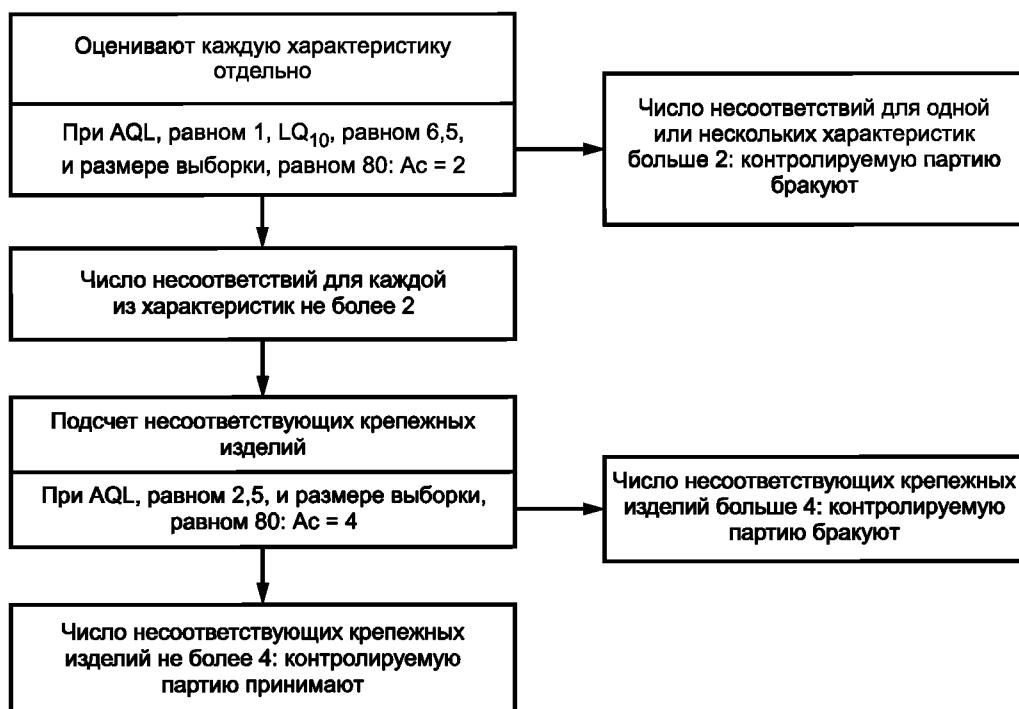 Оценивают каждую характеристику
отдельно
При AQL, равном 1, LQ10, равном 6,5,
и размере выборки, равном 80: Ac = 2
Число несоответствий для одной
или нескольких характеристик
больше 2: контролируемую партию
бракуют
Число несоответствий для каждой
из характеристик не более 2
Подсчет несоответствующих крепежных
изделий
При AQL, равном 2,5, и размере выборки,
равном 80: Ac = 4
Число несоответствующих крепежных
изделий больше 4: контролируемую
партию бракуют
Число несоответствующих крепежных
изделий не более 4: контролируемую
партию принимают